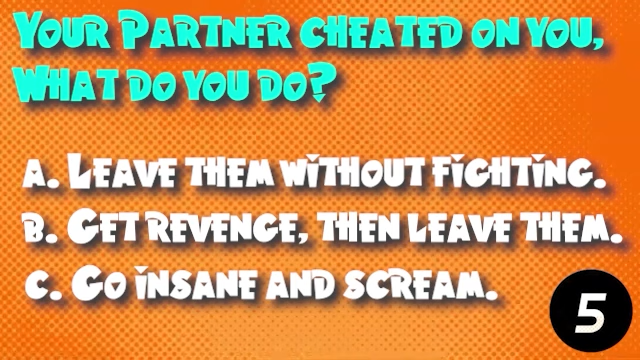 Your Partner cheated on you,
What do you do?
A. Leave them without fighting.
B. Get revenge, then leave them.
C. Go insane and scream.
5